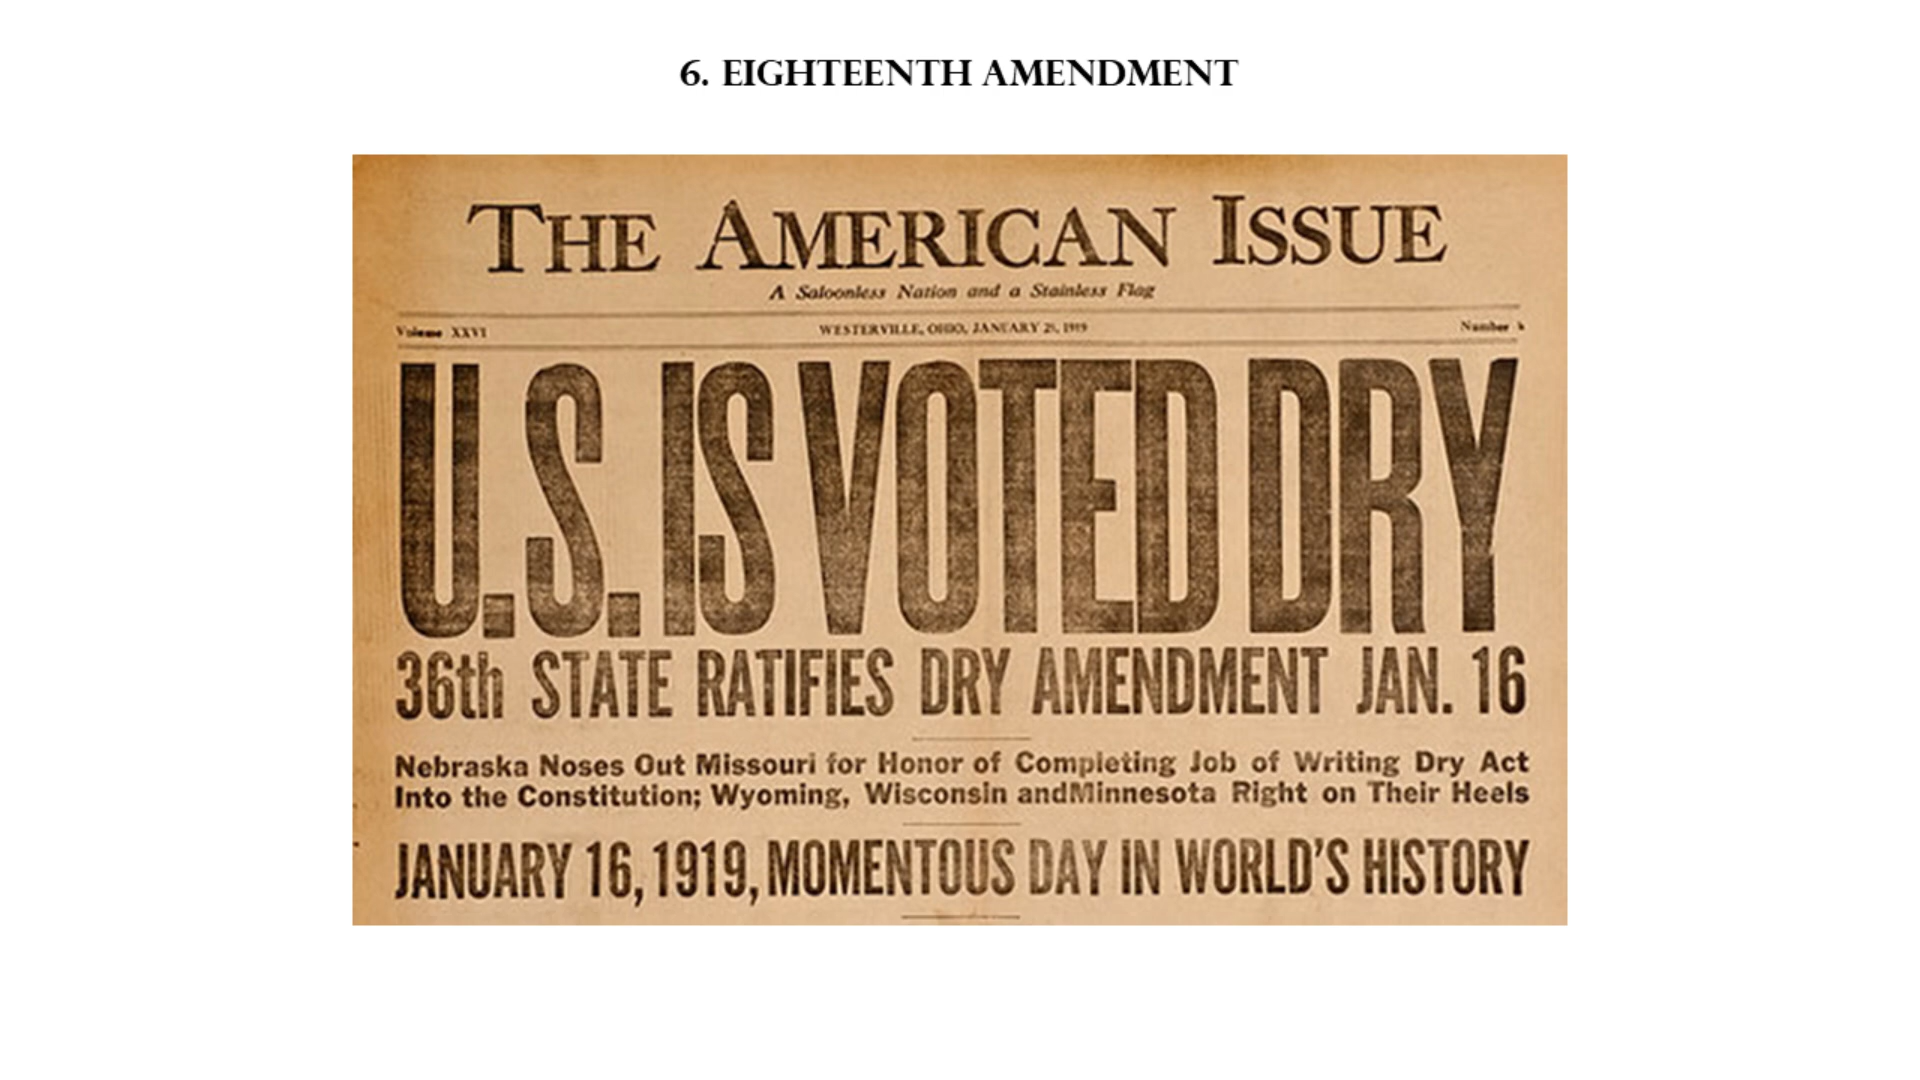 6. EIGHTEENTH AMENDMENT
THE AMERICAN ISSUE
A Saloonless Nation and a Stainless Flag
Volume XXVI WESTERVILLE, OHIO, JANUARY 25, 1919 Number
U.S. IS VOTED DRY
36th STATE RATIFIES DRY AMENDMENT JAN. 16
Nebraska Noses Out Missouri for Honor of Completing Job of Writing Dry Act
Into the Constitution; Wyoming, Wisconsin andMinnesota Right on Their Heels
JANUARY 16, 1919, MOMENTOUS DAY IN WORLD'S HISTORY